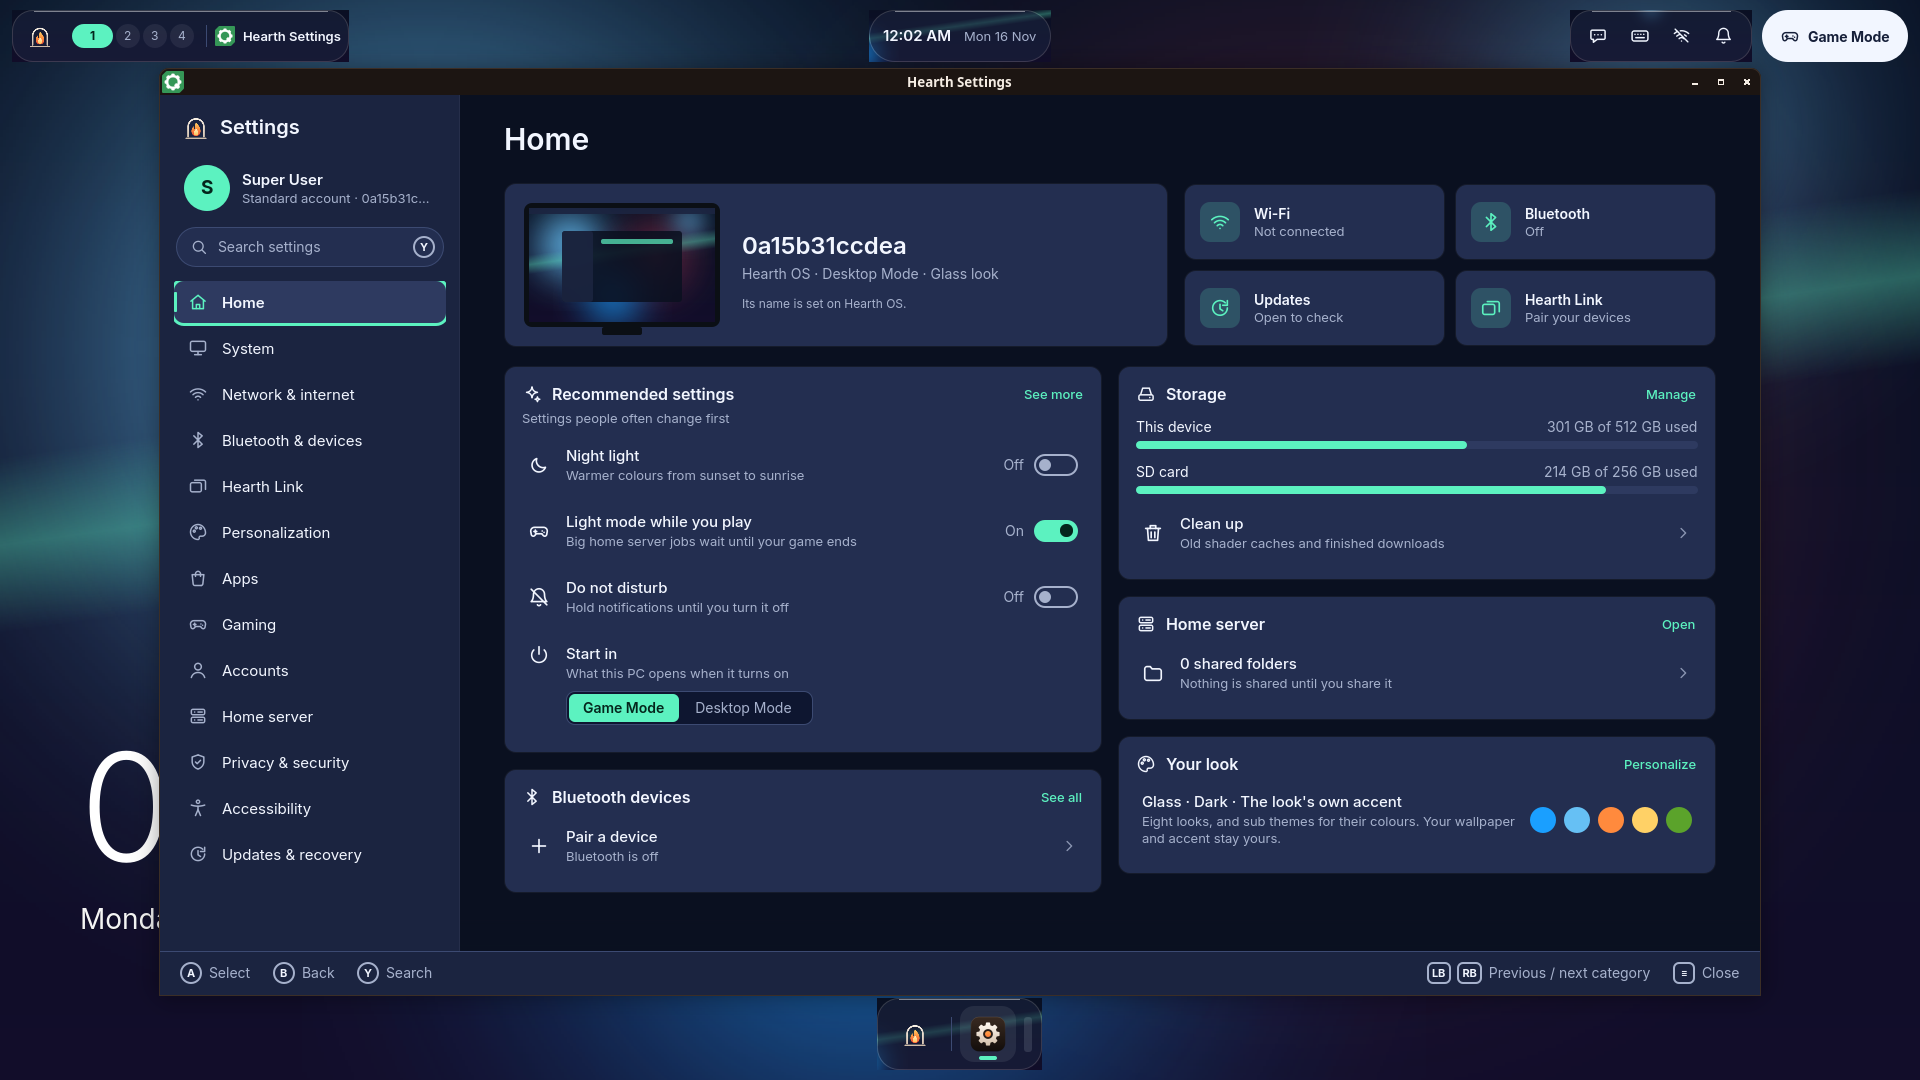 1 2 3 4 Hearth Settings
12:02 AM Mon 16 Nov
Game Mode
Hearth Settings
Settings
S
Super User
Standard account · 0a15b31c...
Search settings Y
Home
System
Network & internet
Bluetooth & devices
Hearth Link
Personalization
Apps
Gaming
Accounts
Home server
Privacy & security
Accessibility
Updates & recovery
Home
0a15b31ccdea
Hearth OS · Desktop Mode · Glass look
Its name is set on Hearth OS.
Wi-Fi
Not connected
Bluetooth
Off
Updates
Open to check
Hearth Link
Pair your devices
Recommended settings See more
Settings people often change first
Night light
Warmer colours from sunset to sunrise
Off
Light mode while you play
Big home server jobs wait until your game ends
On
Do not disturb
Hold notifications until you turn it off
Off
Start in
What this PC opens when it turns on
Game Mode Desktop Mode
Bluetooth devices See all
Pair a device
Bluetooth is off
Storage Manage
This device 301 GB of 512 GB used
SD card 214 GB of 256 GB used
Clean up
Old shader caches and finished downloads
Home server Open
0 shared folders
Nothing is shared until you share it
Your look Personalize
Glass · Dark · The look's own accent
Eight looks, and sub themes for their colours. Your wallpaper
and accent stay yours.
0
Monda
A Select B Back Y Search
LB RB Previous / next category ≡ Close